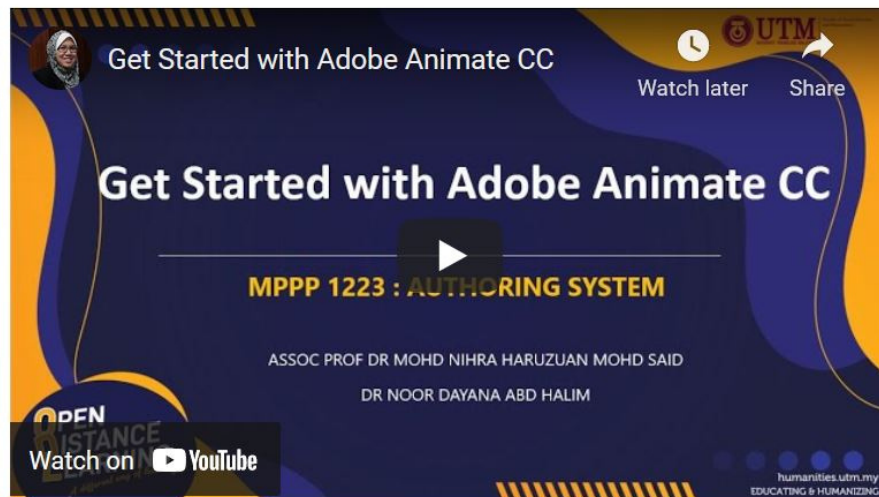 Get Started with Adobe Animate CC
UTM
Watch later
Share
Get Started with Adobe Animate CC
MPPP 1223 : AUTHORING SYSTEM
ASSOC PROF DR MOHD NIHRA HARUZUAN MOHD SAID
DR NOOR DAYANA ABD HALIM
OPEN
DISTANCE
LEARNING
Watch on YouTube
humanities.utm.my
EDUCATING & HUMANIZING